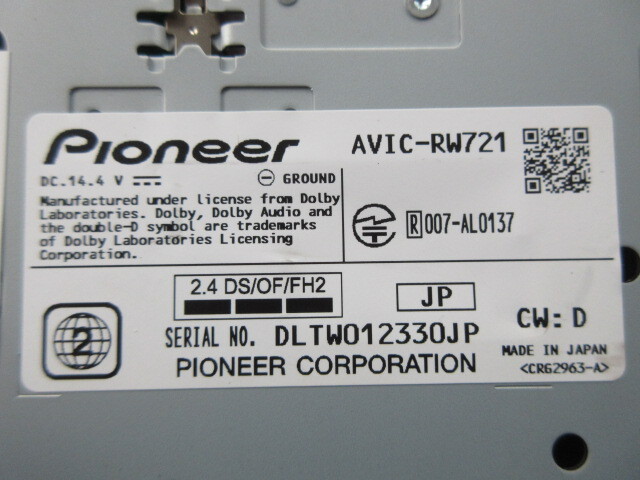 Pioneer
AVIC-RW721
DC.14.4 V
GROUND
Manufactured under license from Dolby
Laboratories. Dolby, Dolby Audio and
the double-D symbol are trademarks
of Dolby Laboratories Licensing
Corporation.
R 007-AL0137
2.4 DS/OF/FH2
JP
2
SERIAL NO. DLTW012330JP
CW: D
PIONEER CORPORATION
MADE IN JAPAN
<CRG2963-A>